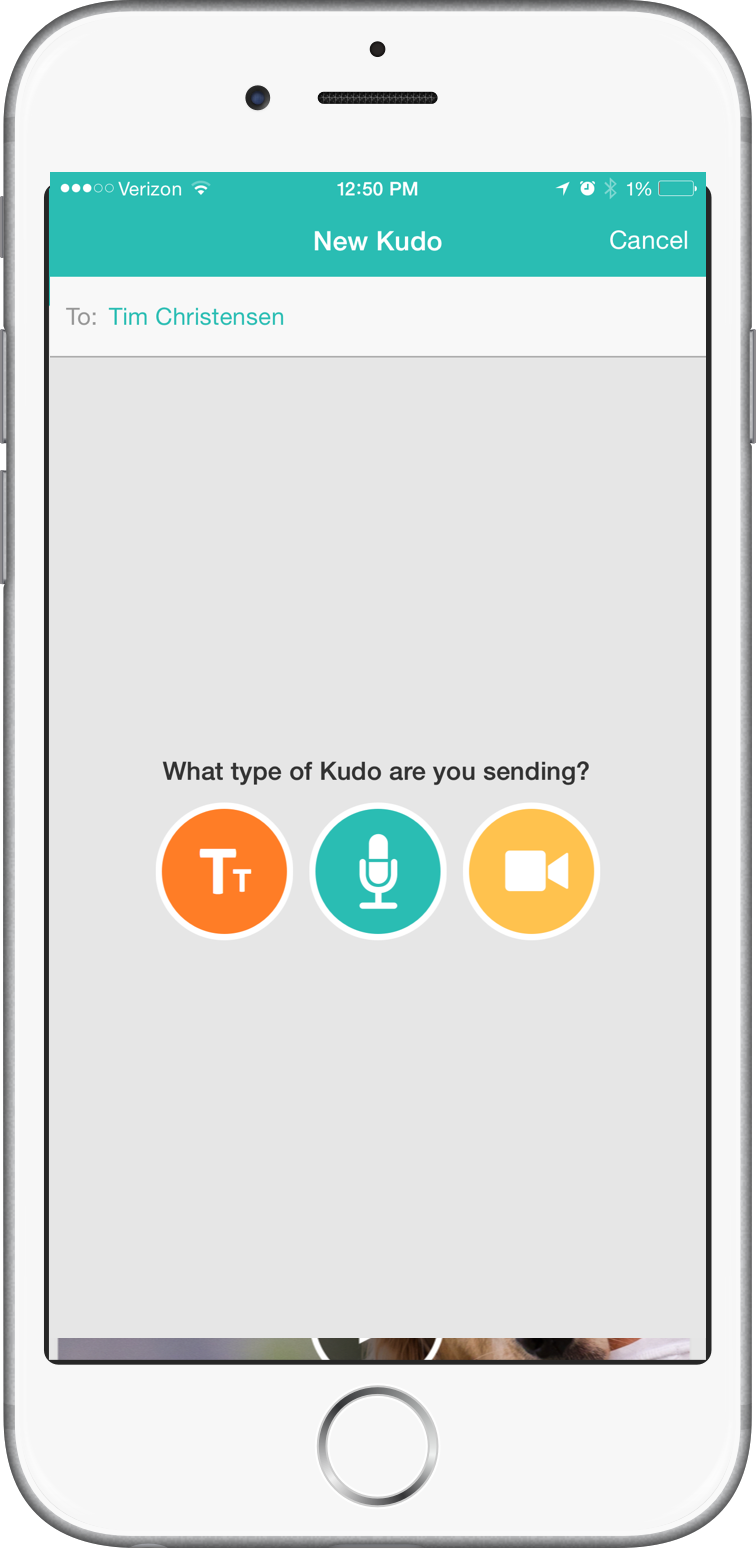 Verizon 12:50 PM 1%
New Kudo Cancel
To: Tim Christensen
What type of Kudo are you sending?
TT